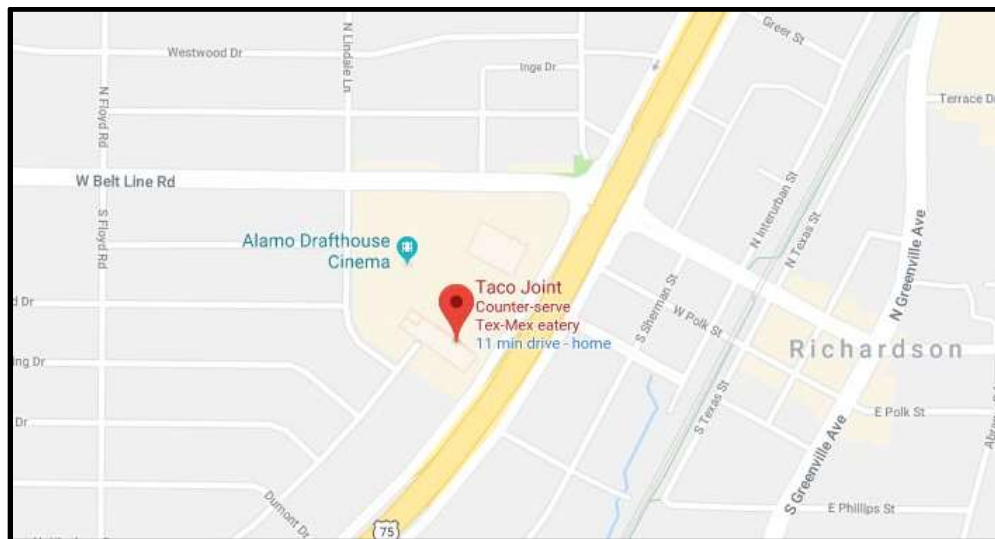 Greer St
Westwood Dr
N Lindale Ln
Inge Dr
N Floyd Rd
Terrace Dr
W Belt Line Rd
N Interurban St
N Texas St
N Greenville Ave
S Floyd Rd
Alamo Drafthouse
Cinema
Taco Joint
Counter-serve
Tex-Mex eatery
11 min drive - home
d Dr
S Sherman St
W Polk St
Richardson
ing Dr
S Texas St
E Polk St
Dr
S Greenville Ave
Dumont Dr
E Phillips St
75